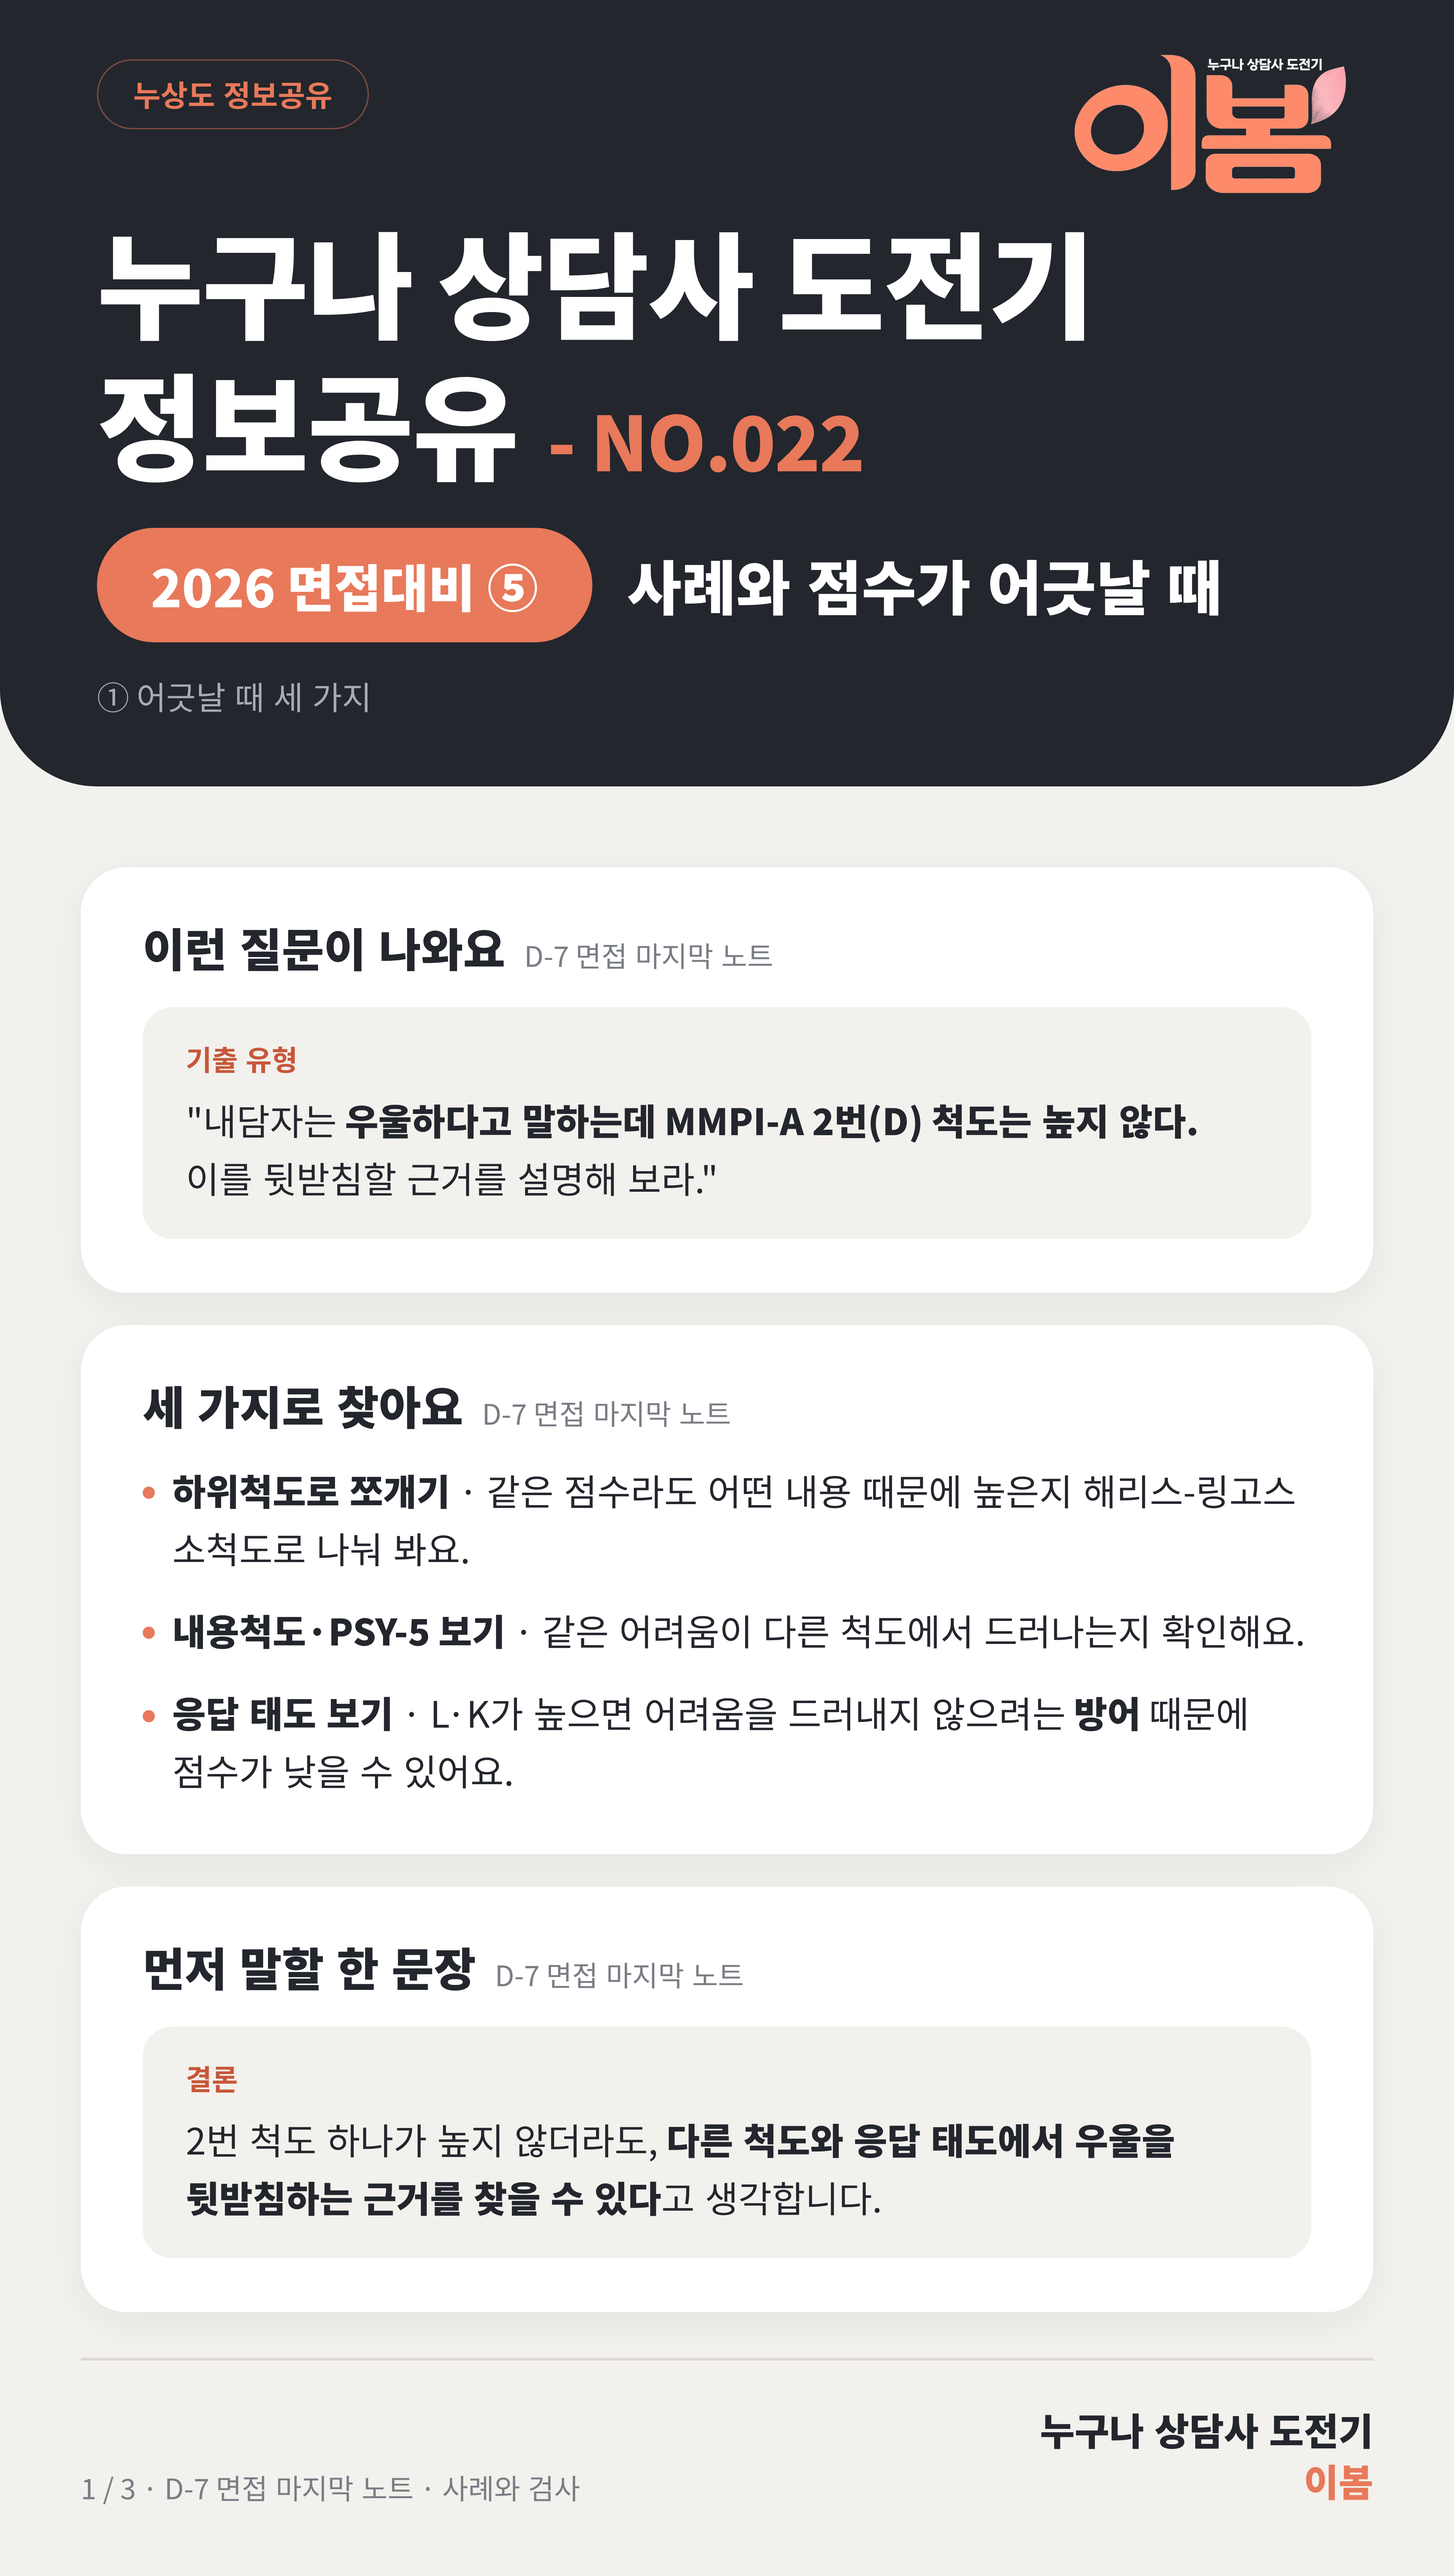 누상도 정보공유
누구나 상담사 도전기
이봄
누구나 상담사 도전기
정보공유 - NO.022
2026 면접대비 ⑤ 사례와 점수가 어긋날 때
① 어긋날 때 세 가지
이런 질문이 나와요 D-7 면접 마지막 노트
기출 유형
"내담자는 우울하다고 말하는데 MMPI-A 2번(D) 척도는 높지 않다.
이를 뒷받침할 근거를 설명해 보라."
세 가지로 찾아요 D-7 면접 마지막 노트
• 하위척도로 쪼개기 · 같은 점수라도 어떤 내용 때문에 높은지 해리스-링고스
소척도로 나눠 봐요.
• 내용척도·PSY-5 보기 · 같은 어려움이 다른 척도에서 드러나는지 확인해요.
• 응답 태도 보기 · L·K가 높으면 어려움을 드러내지 않으려는 방어 때문에
점수가 낮을 수 있어요.
먼저 말할 한 문장 D-7 면접 마지막 노트
결론
2번 척도 하나가 높지 않더라도, 다른 척도와 응답 태도에서 우울을
뒷받침하는 근거를 찾을 수 있다고 생각합니다.
누구나 상담사 도전기
1 / 3 · D-7 면접 마지막 노트 · 사례와 검사
이봄